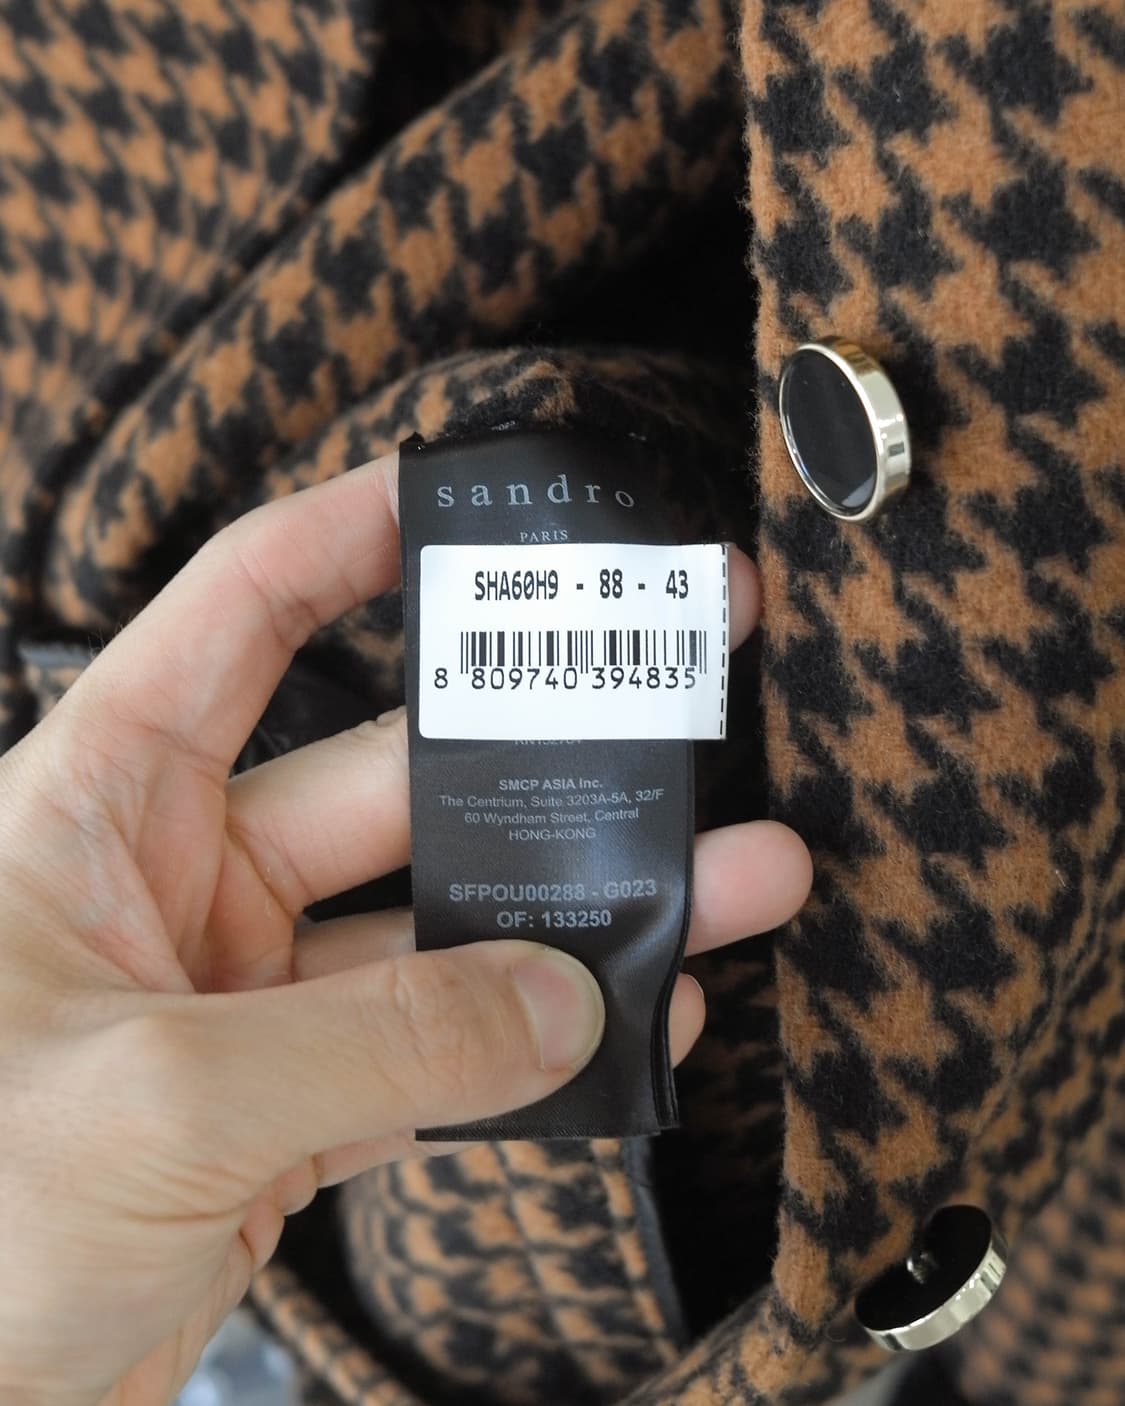 sandro
PARIS
SHA60H9 - 88 - 43
8 809740 394835
SMCP ASIA Inc.
The Centrium, Suite 3203A-5A, 32/F
60 Wyndham Street, Central
HONG-KONG
SFPOU00288 - G023
OF: 133250